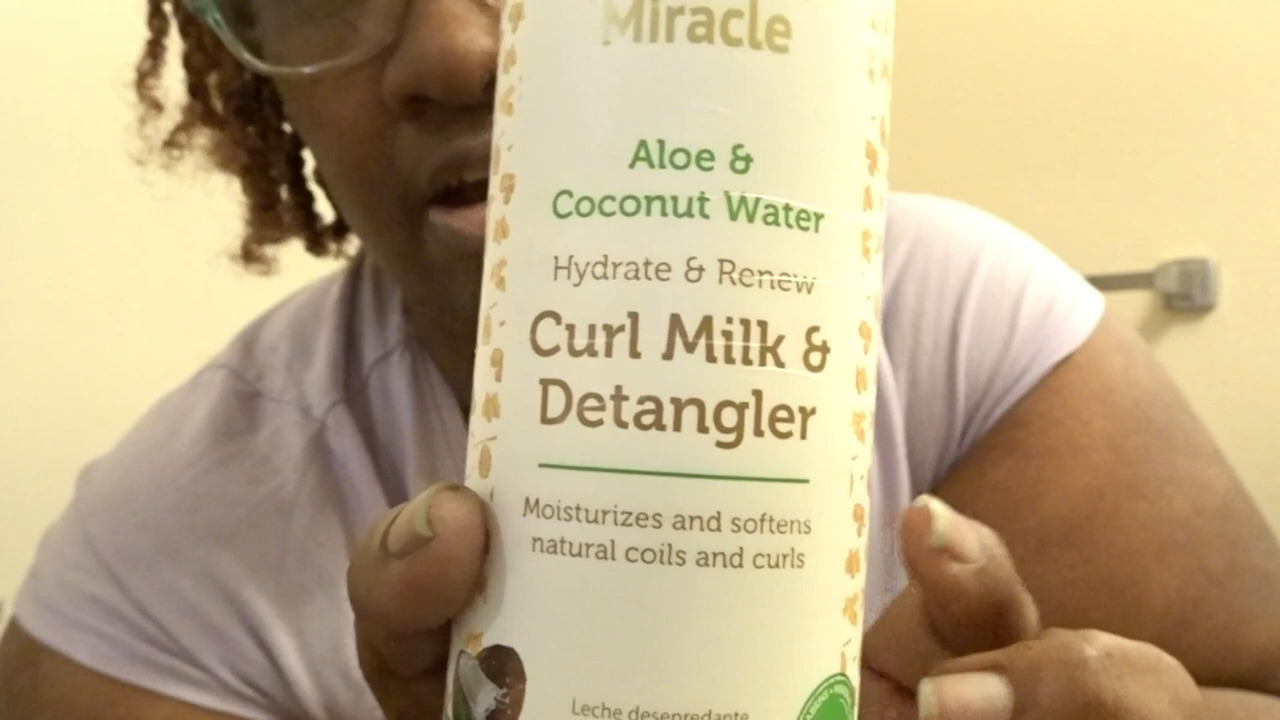 Miracle
Aloe &
Coconut Water
Hydrate & Renew
Curl Milk &
Detangler
Moisturizes and softens
natural coils and curls
Leche desenredante